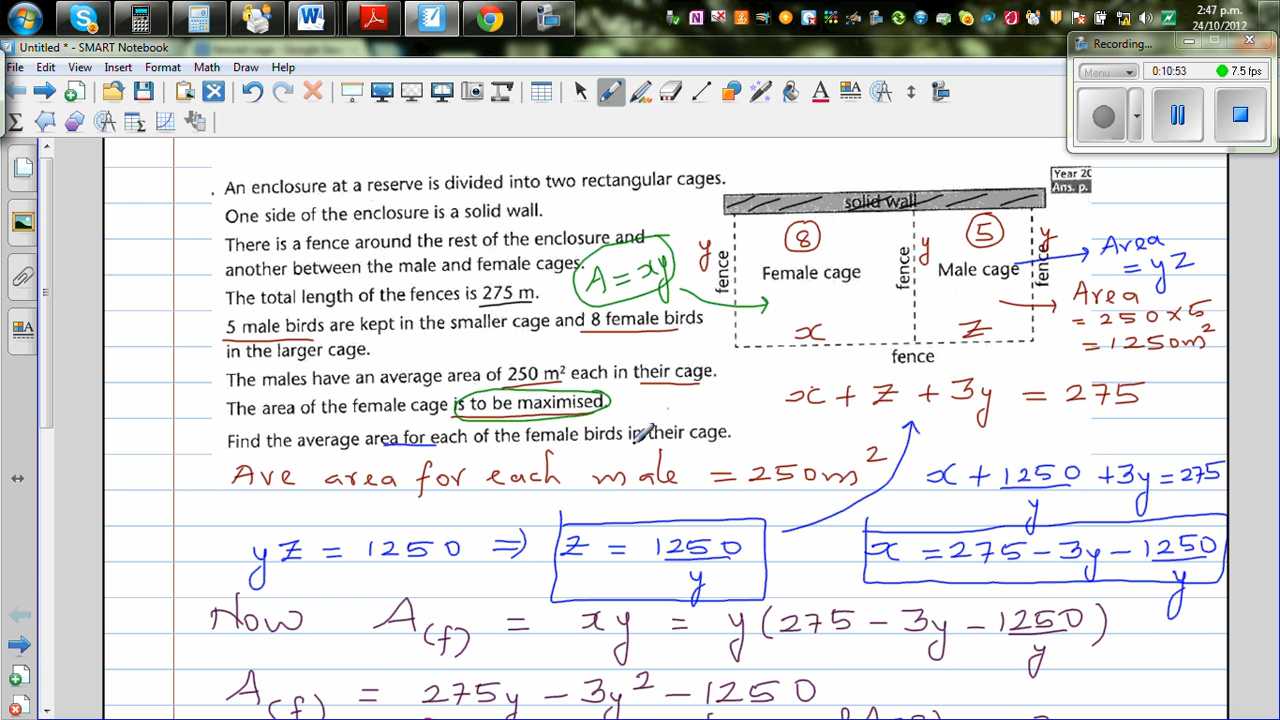 2:47 p.m.
24/10/2012
Untitled * - SMART Notebook
Recording...
File Edit View Insert Format Math Draw Help
Menu
0:10:53
7.5 fps
. An enclosure at a reserve is divided into two rectangular cages.
One side of the enclosure is a solid wall.
There is a fence around the rest of the enclosure and
another between the male and female cages.
The total length of the fences is 275 m.
5 male birds are kept in the smaller cage and 8 female birds
in the larger cage.
The males have an average area of 250 m² each in their cage.
The area of the female cage is to be maximised.
Find the average area for each of the female birds in their cage.
A = xy
Year 20
Ans. p.
solid wall
8
5
y
y
y
fence
Female cage
fence
Male cage
fence
x
z
fence
Area
= yz
Area
= 250 × 5
= 1250 m²
x + z + 3y = 275
Ave area for each male = 250m²
x + 1250/y + 3y = 275
yz = 1250 ⇒ z = 1250/y
x = 275 - 3y - 1250/y
Now A(f) = xy = y(275 - 3y - 1250/y)
A(f) = 275y - 3y² - 1250